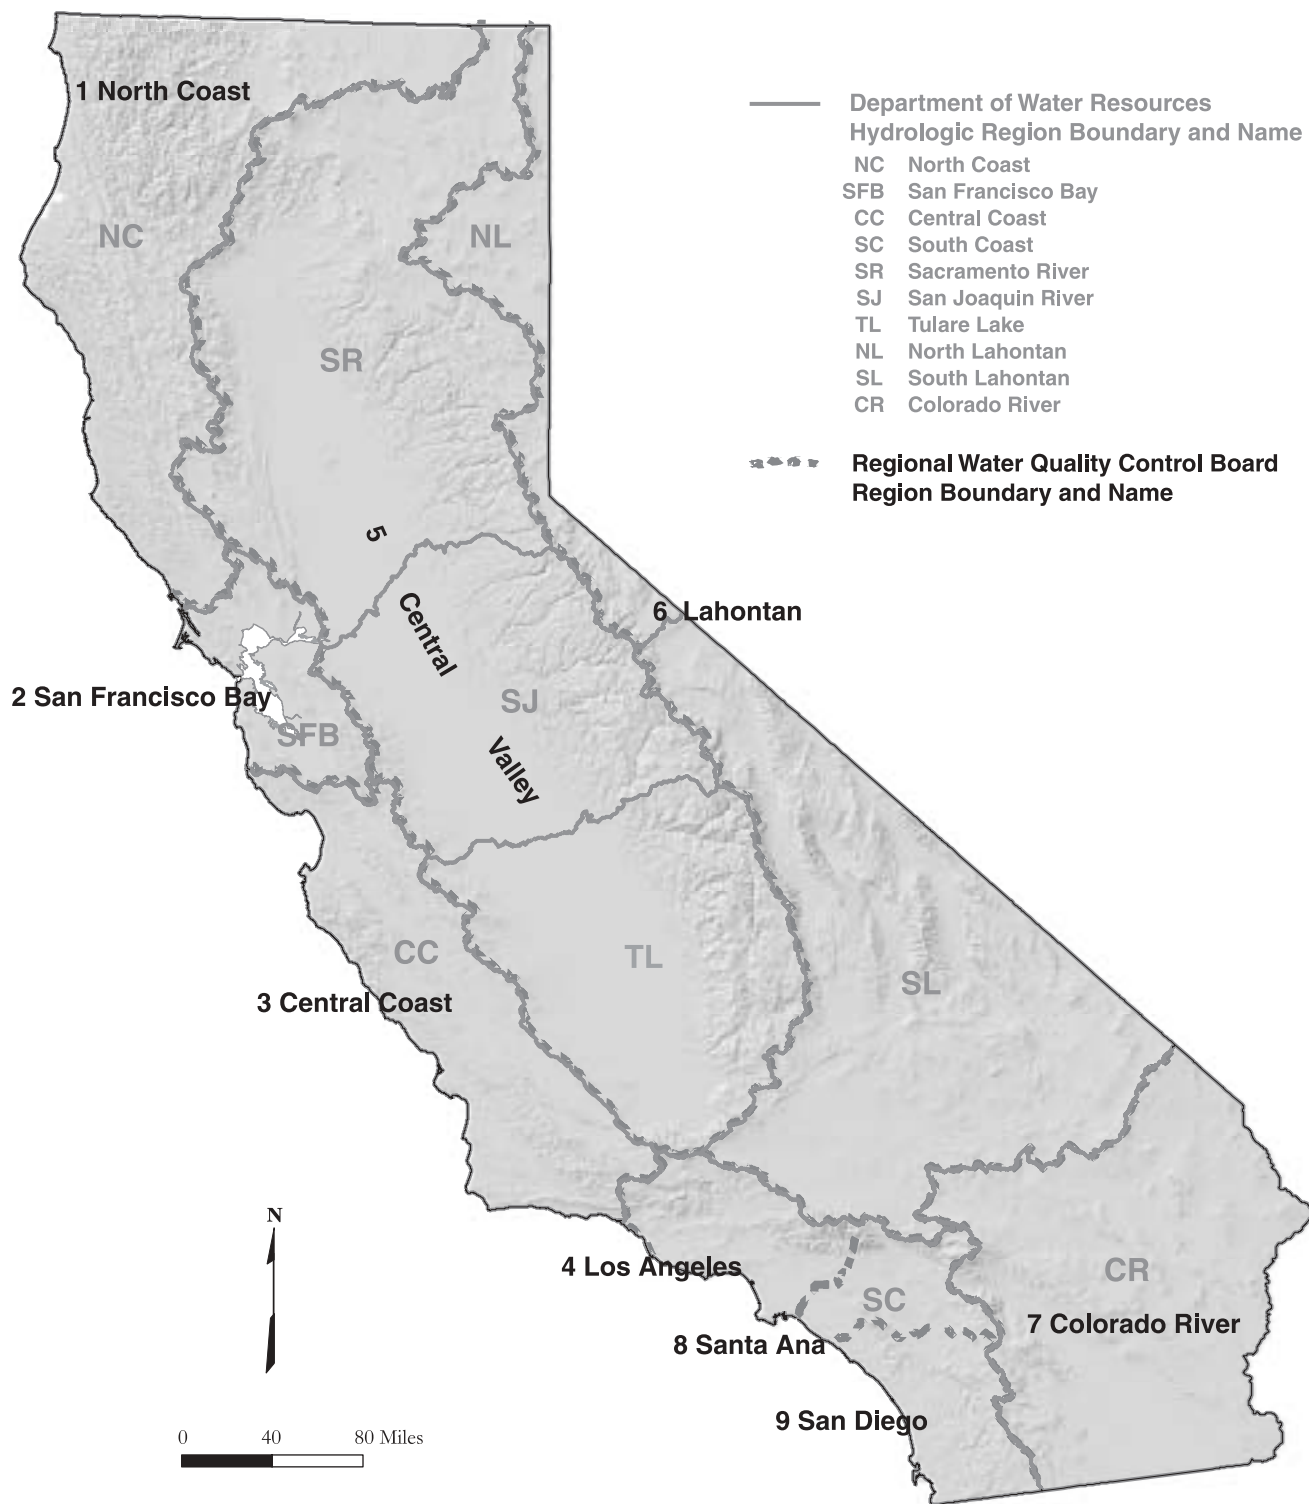 1 North Coast
NC
NL
SR
5
Central
Valley
6 Lahontan
2 San Francisco Bay
SFB
SJ
CC
3 Central Coast
TL
SL
4 Los Angeles
SC
CR
7 Colorado River
8 Santa Ana
9 San Diego
Department of Water Resources
Hydrologic Region Boundary and Name
NC North Coast
SFB San Francisco Bay
CC Central Coast
SC South Coast
SR Sacramento River
SJ San Joaquin River
TL Tulare Lake
NL North Lahontan
SL South Lahontan
CR Colorado River
Regional Water Quality Control Board
Region Boundary and Name
N
0 40 80 Miles